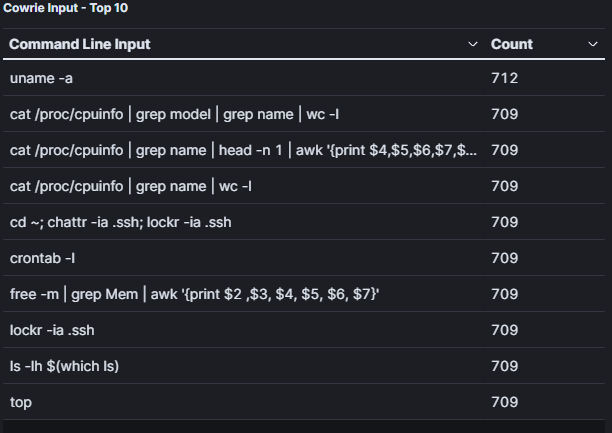 Cowrie Input - Top 10
Command Line Input Count
uname -a 712
cat /proc/cpuinfo | grep model | grep name | wc -l 709
cat /proc/cpuinfo | grep name | head -n 1 | awk '{print $4,$5,$6,$7,$... 709
cat /proc/cpuinfo | grep name | wc -l 709
cd ~; chattr -ia .ssh; lockr -ia .ssh 709
crontab -l 709
free -m | grep Mem | awk '{print $2 ,$3, $4, $5, $6, $7}' 709
lockr -ia .ssh 709
ls -lh $(which ls) 709
top 709